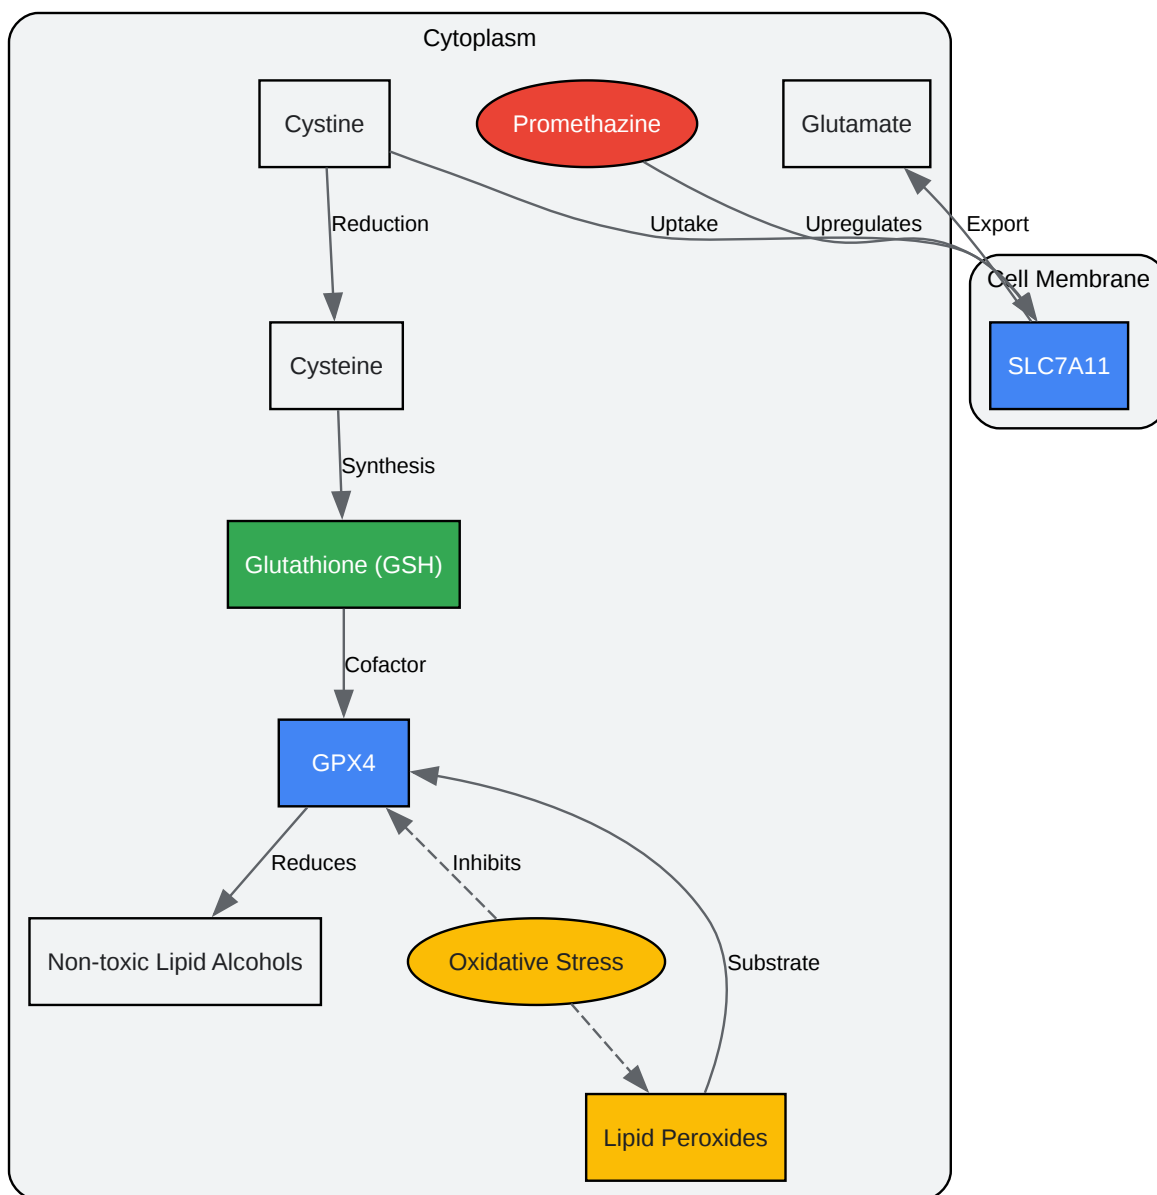 Cytoplasm
Cystine
Promethazine
Glutamate
Reduction
Uptake
Upregulates
Export
Cell Membrane
Cysteine
SLC7A11
Synthesis
Glutathione (GSH)
Cofactor
GPX4
Reduces
Inhibits
Non-toxic Lipid Alcohols
Oxidative Stress
Substrate
Lipid Peroxides